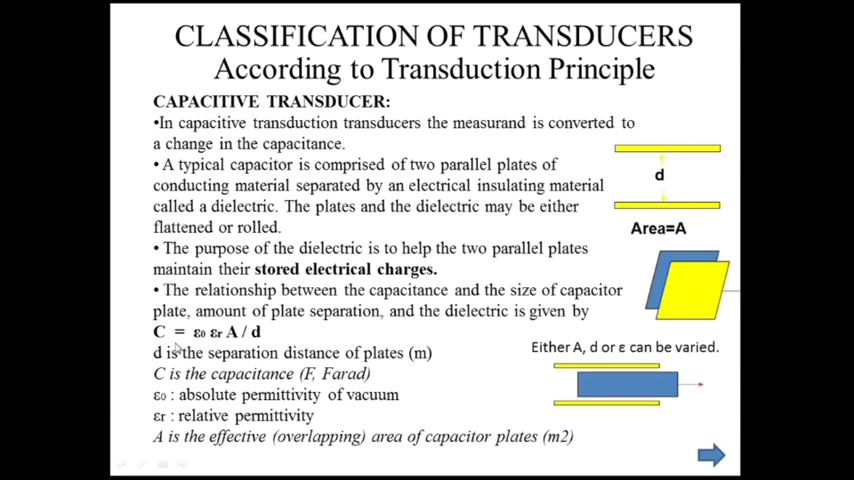 CLASSIFICATION OF TRANSDUCERS
According to Transduction Principle
CAPACITIVE TRANSDUCER:
•In capacitive transduction transducers the measurand is converted to
a change in the capacitance.
• A typical capacitor is comprised of two parallel plates of
conducting material separated by an electrical insulating material
called a dielectric. The plates and the dielectric may be either
flattened or rolled.
• The purpose of the dielectric is to help the two parallel plates
maintain their stored electrical charges.
• The relationship between the capacitance and the size of capacitor
plate, amount of plate separation, and the dielectric is given by
C = ε0 εr A / d
d is the separation distance of plates (m)
C is the capacitance (F, Farad)
ε0 : absolute permittivity of vacuum
εr : relative permittivity
A is the effective (overlapping) area of capacitor plates (m2)
d
Area=A
Either A, d or ε can be varied.